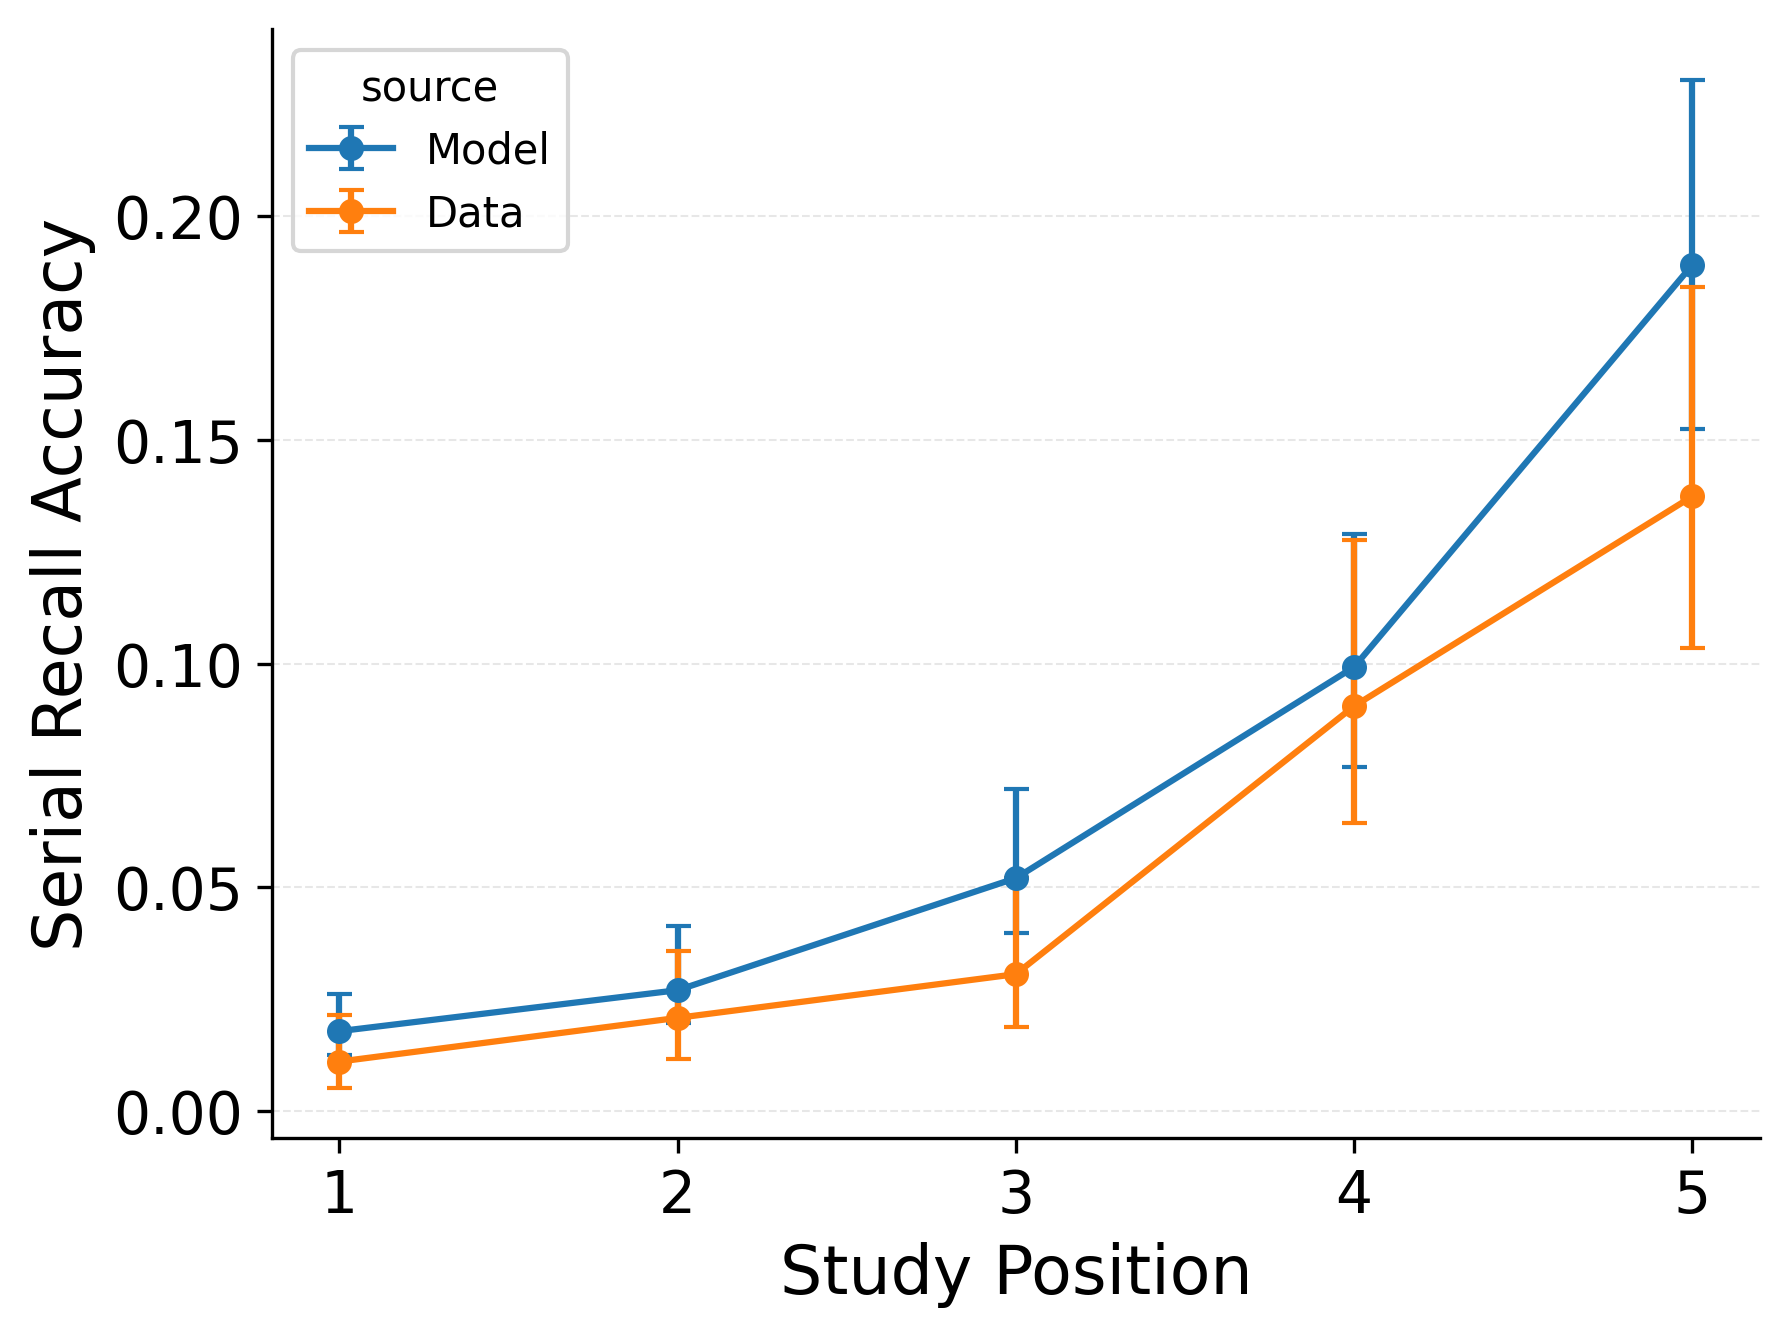 source
Model
Data
Serial Recall Accuracy
0.20
0.15
0.10
0.05
0.00
1 2 3 4 5
Study Position